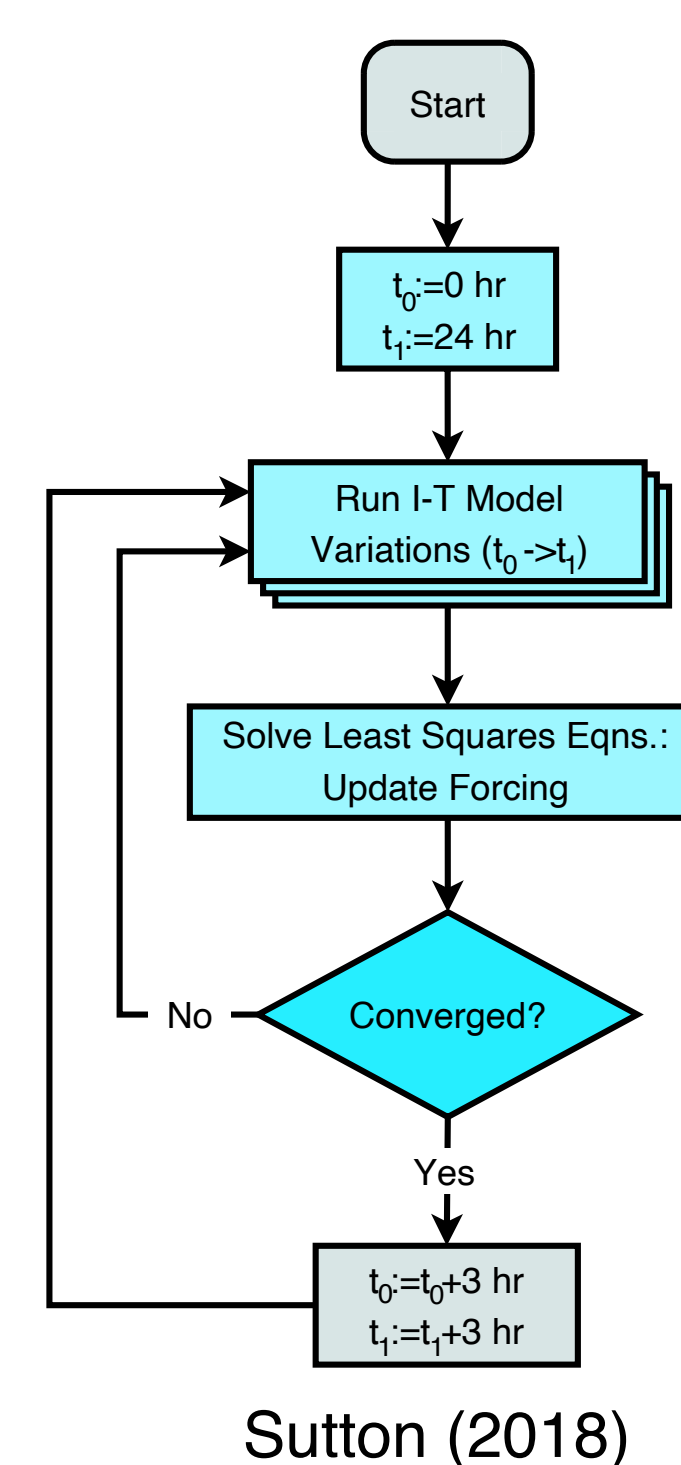 Start
t₀:=0 hr
t₁:=24 hr
Run I-T Model
Variations (t₀ ->t₁)
Solve Least Squares Eqns.:
Update Forcing
Converged?
No
Yes
t₀:=t₀+3 hr
t₁:=t₁+3 hr
Sutton (2018)